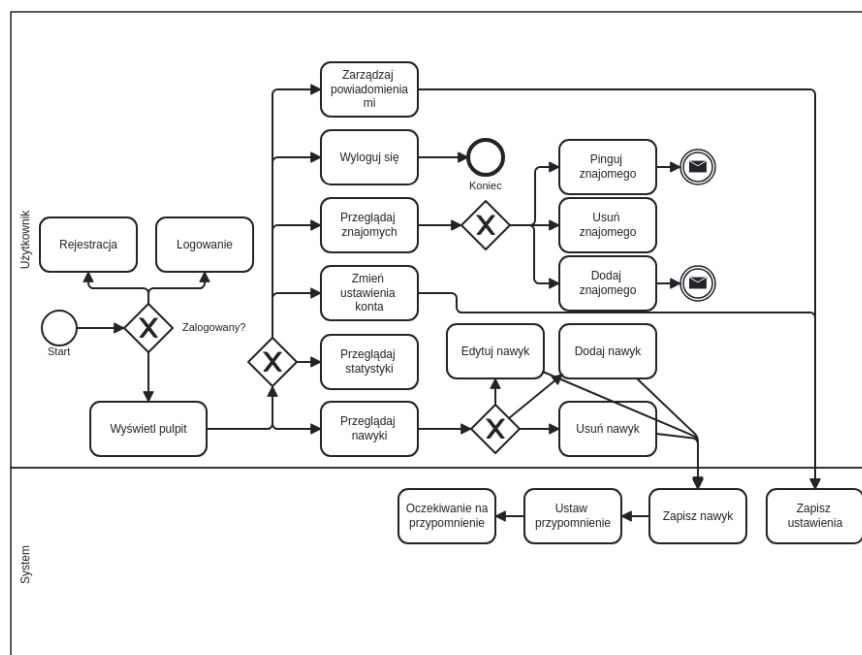 Zarządzaj
powiadomienia
mi
Wyloguj się
Koniec
Pinguj
znajomego
Przeglądaj
znajomych
Usuń
znajomego
Użytkownik
Rejestracja
Logowanie
Zmień
ustawienia
konta
Dodaj
znajomego
Start
Zalogowany?
Przeglądaj
statystyki
Edytuj nawyk
Dodaj nawyk
Wyświetl pulpit
Przeglądaj
nawyki
Usuń nawyk
System
Oczekiwanie na
przypomnienie
Ustaw
przypomnienie
Zapisz nawyk
Zapisz
ustawienia